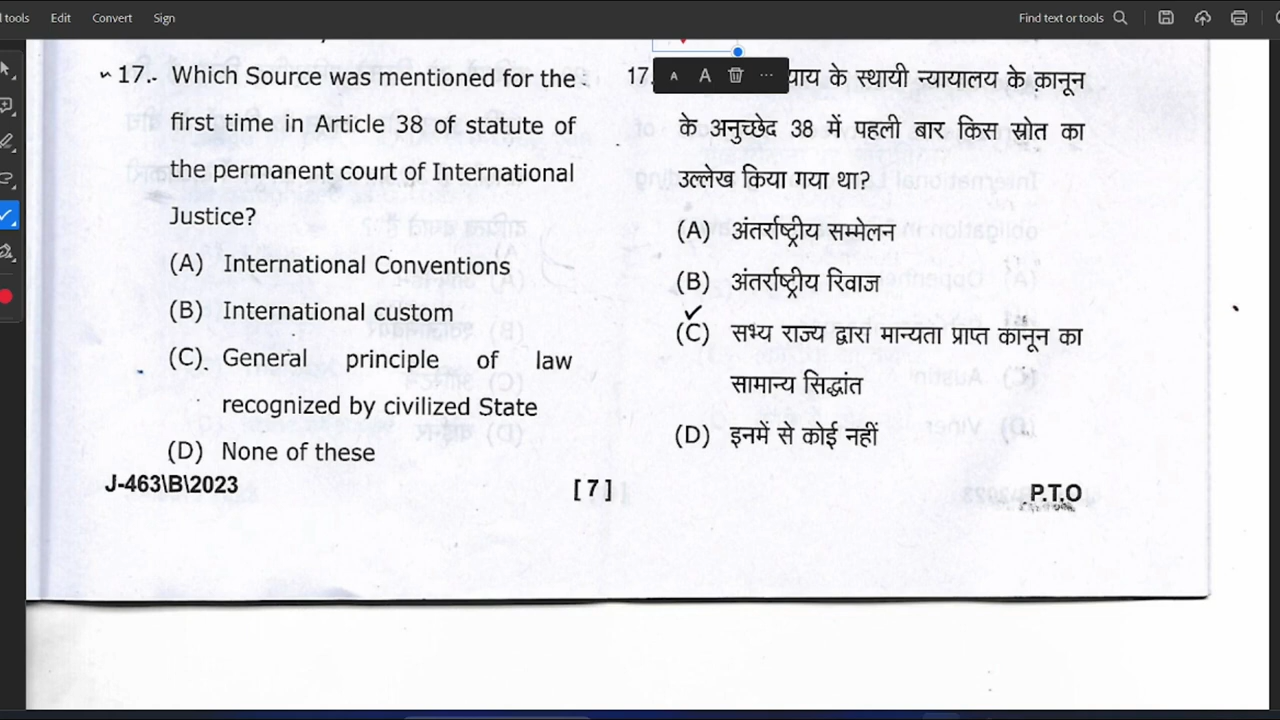 l tools Edit Convert Sign Find text or tools
17. Which Source was mentioned for the
first time in Article 38 of statute of
the permanent court of International
Justice?
(A) International Conventions
(B) International custom
(C) General principle of law
recognized by civilized State
(D) None of these
J-463\B\2023
[ 7 ]
17. A A ...
के स्थायी न्यायालय के क़ानून
के अनुच्छेद 38 में पहली बार किस स्रोत का
उल्लेख किया गया था?
(A) अंतर्राष्ट्रीय सम्मेलन
(B) अंतर्राष्ट्रीय रिवाज
(C) सभ्य राज्य द्वारा मान्यता प्राप्त कानून का
सामान्य सिद्धांत
(D) इनमें से कोई नहीं
P.T.O